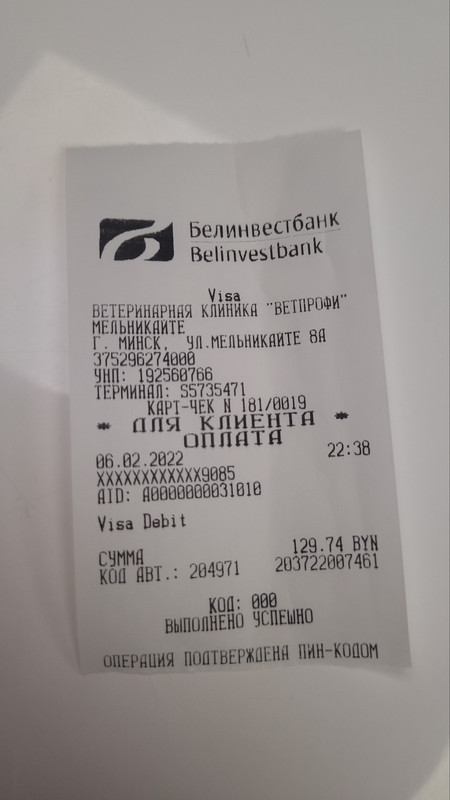 Белинвестбанк
Belinvestbank
Visa
ВЕТЕРИНАРНАЯ КЛИНИКА "ВЕТПРОФИ"
МЕЛЬНИКАЙТЕ
Г. МИНСК, УЛ.МЕЛЬНИКАЙТЕ 8А
375296274000
УНП: 192560766
ТЕРМИНАЛ: S5735471
КАРТ-ЧЕК N 181/0019
* ДЛЯ КЛИЕНТА *
ОПЛАТА
06.02.2022 22:38
XXXXXXXXXXXX9085
AID: A0000000031010
Visa Debit
СУММА 129.74 BYN
КОД АВТ.: 204971 203722007461
КОД: 000
ВЫПОЛНЕНО УСПЕШНО
ОПЕРАЦИЯ ПОДТВЕРЖДЕНА ПИН-КОДОМ